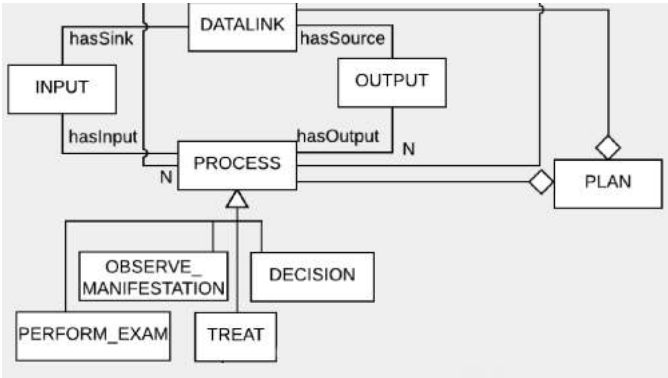 DATALINK
hasSink
hasSource
INPUT
OUTPUT
hasInput
hasOutput
N
PROCESS
N
PLAN
OBSERVE_
MANIFESTATION
DECISION
PERFORM_EXAM
TREAT